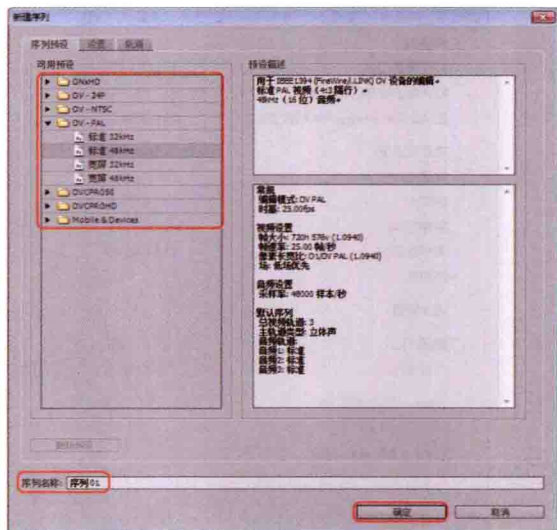 新建序列
序列预设 设置 轨道
可用预设
DNxHD
DV - 24P
DV - NTSC
DV - PAL
标准 32kHz
标准 48kHz
宽屏 32kHz
宽屏 48kHz
DVCPRO50
DVCPROHD
Mobile & Devices
预设描述
用于 IEEE1394 (FireWire/i.LINK) DV 设备的编辑。
标准 PAL 视频 (4:3 隔行)。
48kHz (16 位) 音频。
常规
编辑模式: DV PAL
时基: 25.00fps
视频设置
帧大小: 720h 576v (1.0940)
帧速率: 25.00 帧/秒
像素长宽比: D1/DV PAL (1.0940)
场: 低场优先
音频设置
采样率: 48000 样本/秒
默认序列
总视频轨道: 3
主轨道类型: 立体声
音频轨道:
音频1: 标准
音频2: 标准
音频3: 标准
删除预设
序列名称: 序列 01
确定 取消